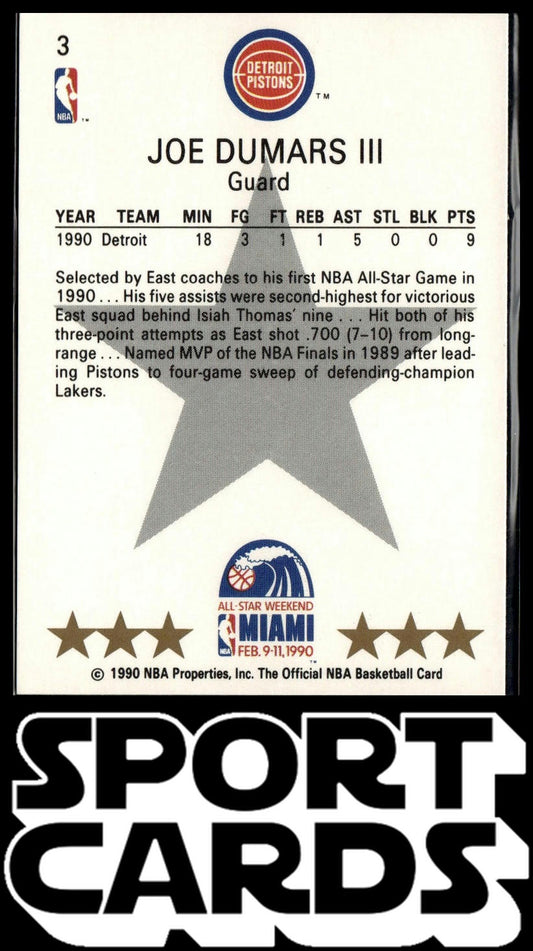 3
NBA
DETROIT
PISTONS
TM
JOE DUMARS III
Guard
YEAR TEAM MIN FG FT REB AST STL BLK PTS
1990 Detroit 18 3 1 1 5 0 0 9
Selected by East coaches to his first NBA All-Star Game in
1990 . . . His five assists were second-highest for victorious
East squad behind Isiah Thomas' nine . . . Hit both of his
three-point attempts as East shot .700 (7–10) from long-
range . . . Named MVP of the NBA Finals in 1989 after lead-
ing Pistons to four-game sweep of defending-champion
Lakers.
ALL-STAR WEEKEND
NBA MIAMI
FEB. 9-11, 1990
© 1990 NBA Properties, Inc. The Official NBA Basketball Card
SPORT
CARDS